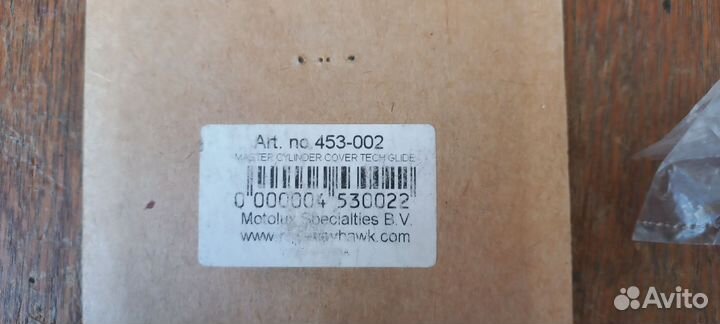 Art. no 453-002
MASTER CYLINDER COVER TECH GLIDE
0 000004 530022
Motolux Specialties B.V.
Avito